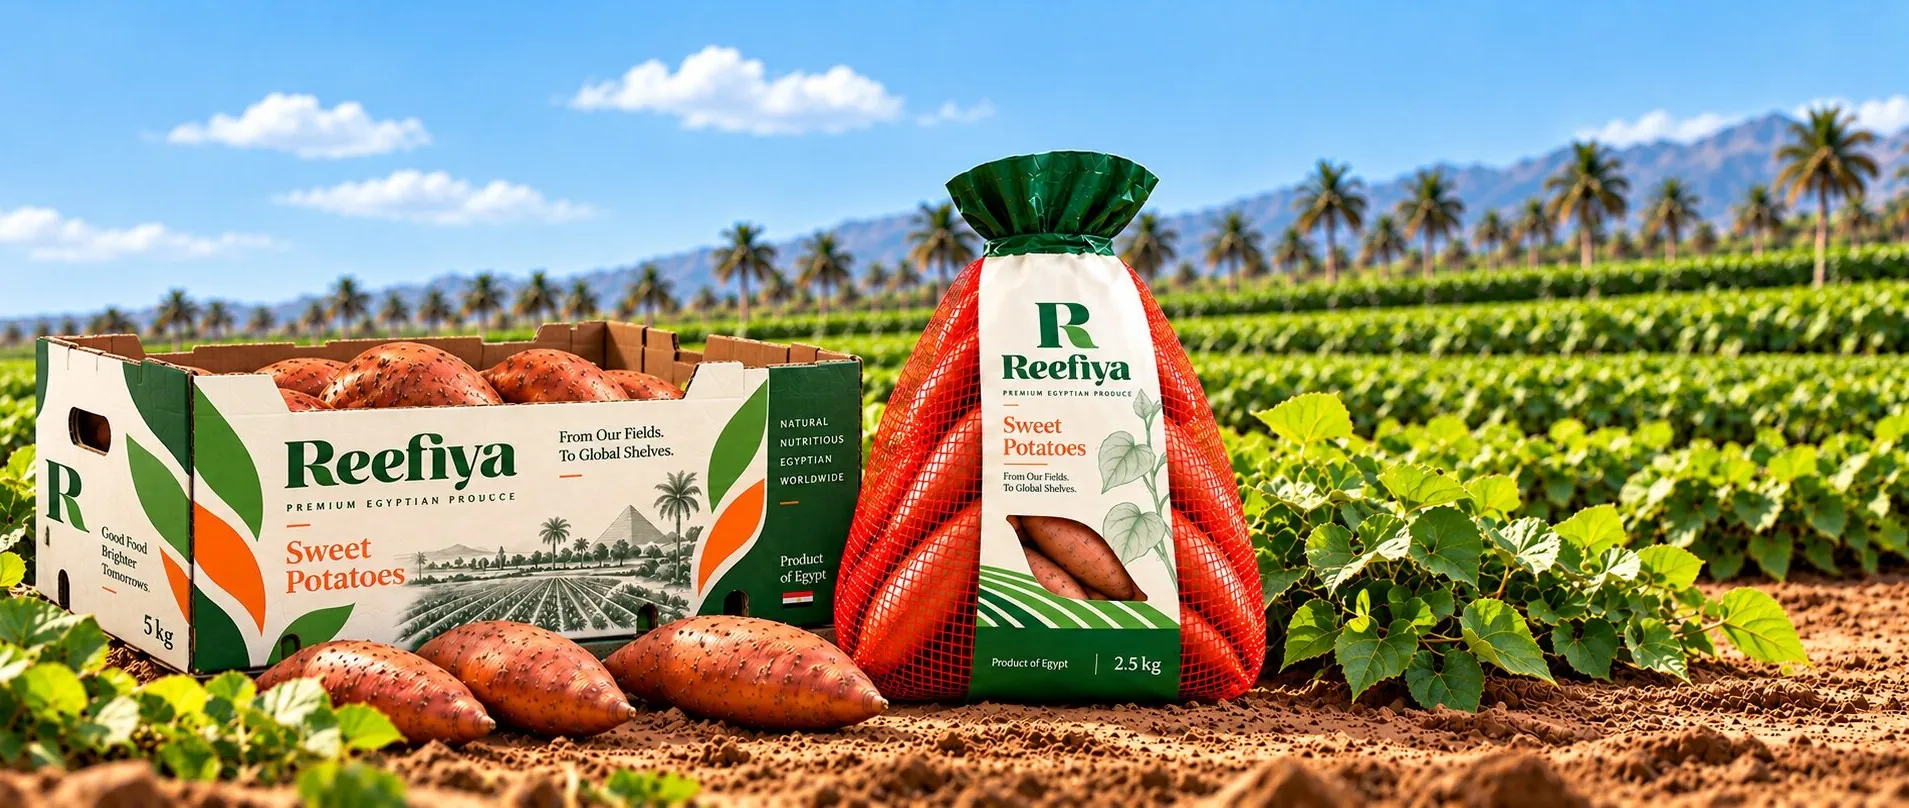 R
Good Food
Brighter
Tomorrows.
5 kg
Reefiya
PREMIUM EGYPTIAN PRODUCCE
Sweet
Potatoes
From Our Fields.
To Global Shelves.
NATURAL
NUTRITIOUS
EGYPTIAN
WORLDWIDE
Product
of Egypt
R
Reefiya
PREMIUM EGYPTIAN PRODUCE
Sweet
Potatoes
From Our Fields.
To Global Shelves.
Product of Egypt
2.5 kg